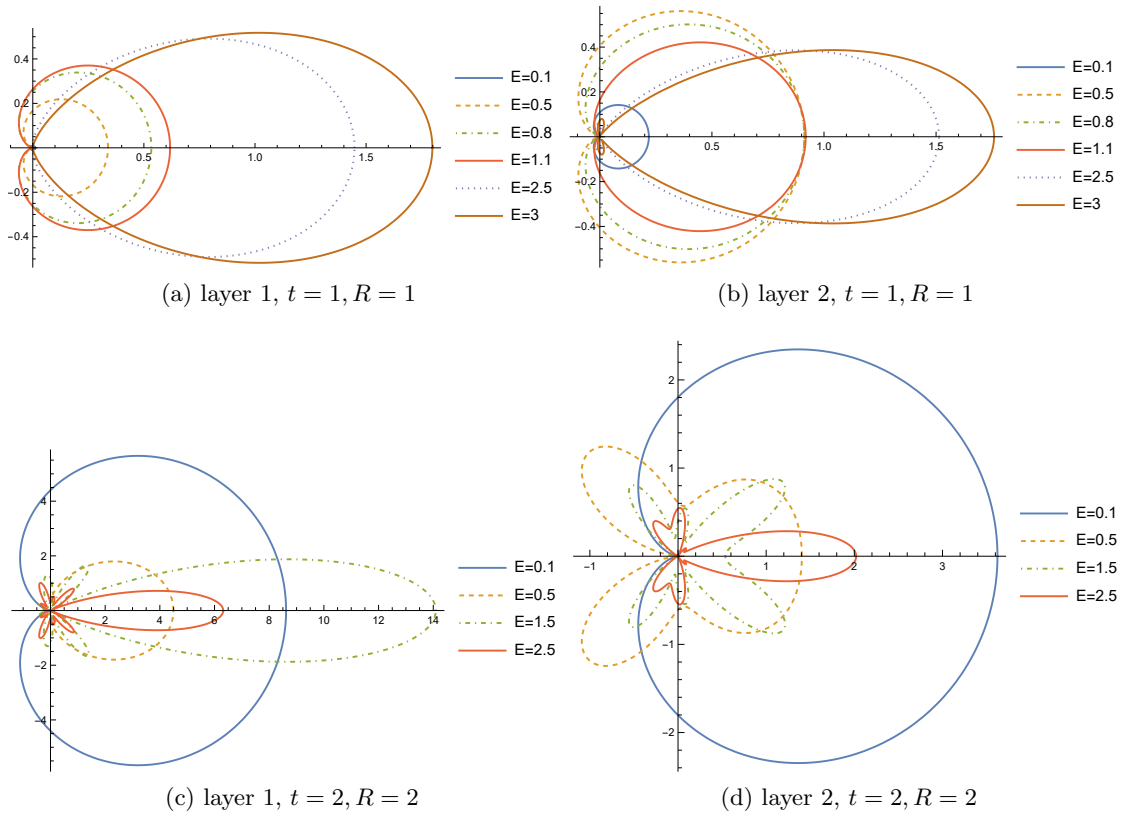 0.4
0.2
-0.2
-0.4
0.5
1.0
1.5
E=0.1
E=0.5
E=0.8
E=1.1
E=2.5
E=3
(a) layer 1, t = 1, R = 1
0.4
0.2
-0.2
-0.4
0.5
1.0
1.5
E=0.1
E=0.5
E=0.8
E=1.1
E=2.5
E=3
(b) layer 2, t = 1, R = 1
4
2
-2
-4
2
4
6
8
10
12
14
E=0.1
E=0.5
E=1.5
E=2.5
(c) layer 1, t = 2, R = 2
2
1
-1
-2
-1
1
2
3
E=0.1
E=0.5
E=1.5
E=2.5
(d) layer 2, t = 2, R = 2